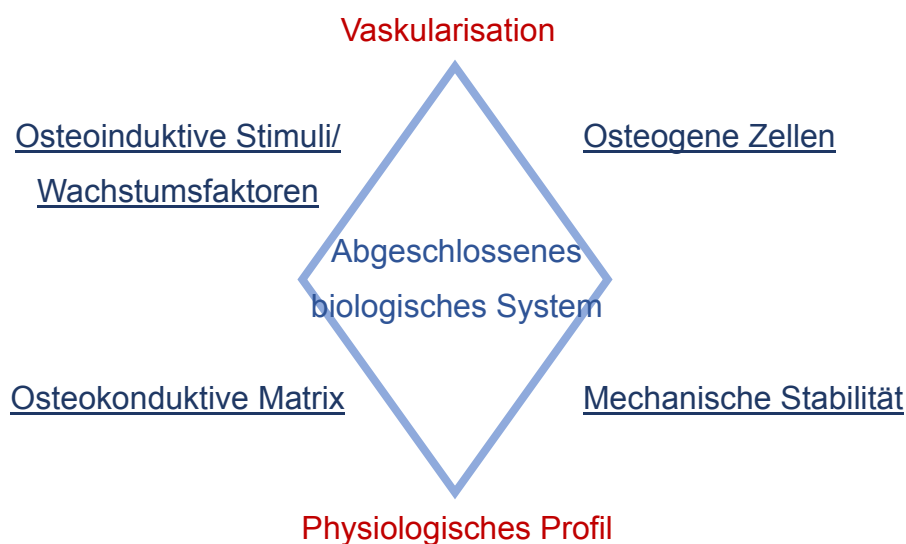 Vaskularisation
Osteoinduktive Stimuli/
Wachstumsfaktoren
Osteogene Zellen
Abgeschlossenes
biologisches System
Osteokonduktive Matrix
Mechanische Stabilität
Physiologisches Profil